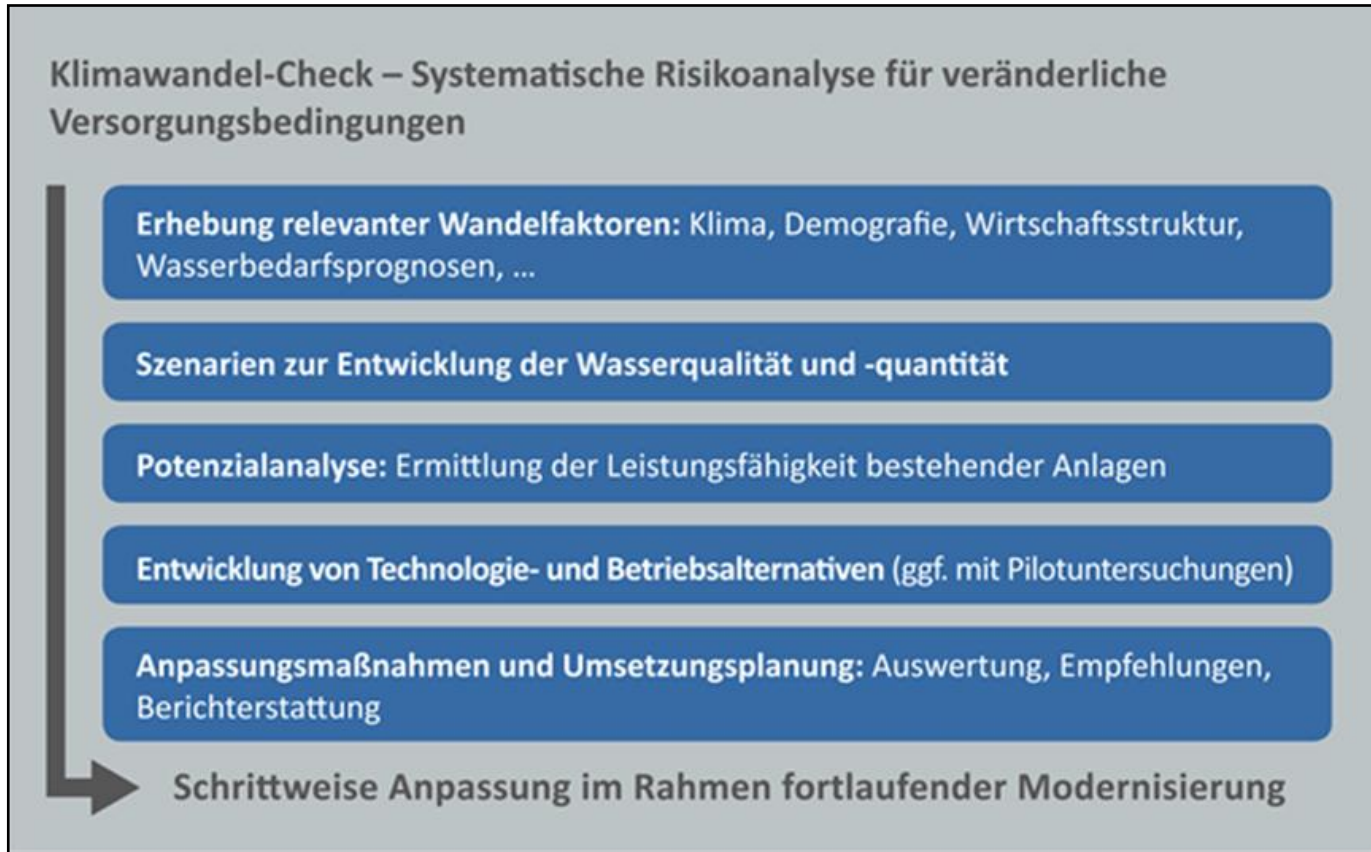 Klimawandel-Check – Systematische Risikoanalyse für veränderliche
Versorgungsbedingungen
Erhebung relevanter Wandelfaktoren: Klima, Demografie, Wirtschaftsstruktur,
Wasserbedarfsprognosen, ...
Szenarien zur Entwicklung der Wasserqualität und -quantität
Potenzialanalyse: Ermittlung der Leistungsfähigkeit bestehender Anlagen
Entwicklung von Technologie- und Betriebsalternativen (ggf. mit Pilotuntersuchungen)
Anpassungsmaßnahmen und Umsetzungsplanung: Auswertung, Empfehlungen,
Berichterstattung
Schrittweise Anpassung im Rahmen fortlaufender Modernisierung